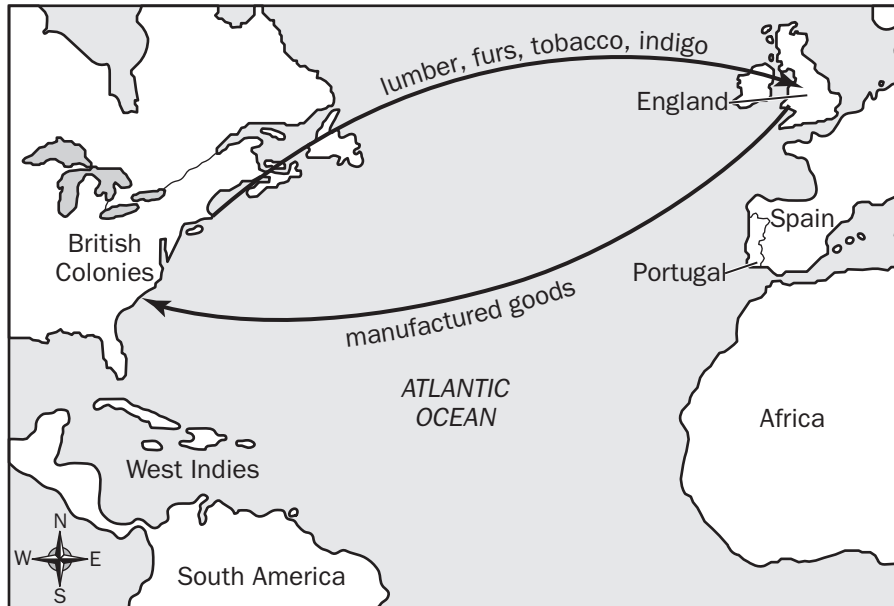 lumber, furs, tobacco, indigo
England
British
Colonies
Spain
Portugal
manufactured goods
ATLANTIC
OCEAN
Africa
West Indies
N
W E
S
South America